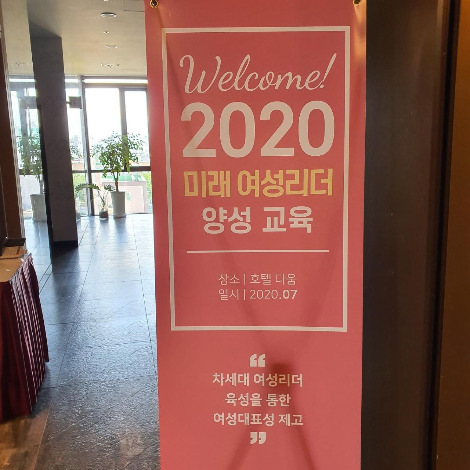 Welcome!
2020
미래 여성리더
양성 교육
장소 | 호텔 더움
일시 | 2020.07
❝
차세대 여성리더
육성을 통한
여성대표성 제고
❞